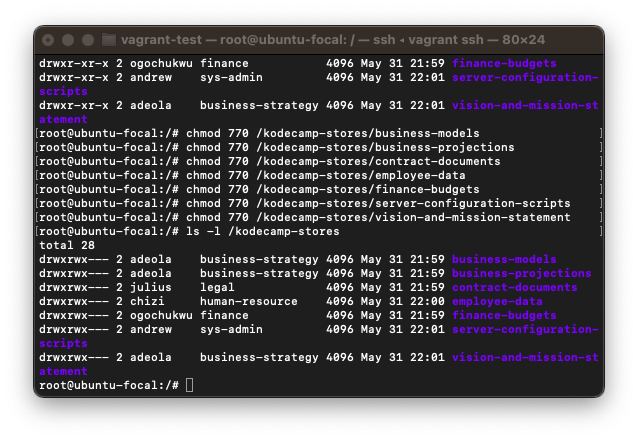 vagrant-test — root@ubuntu-focal: / — ssh ◂ vagrant ssh — 80×24
drwxr-xr-x 2 ogochukwu finance           4096 May 31 21:59 finance-budgets
drwxr-xr-x 2 andrew    sys-admin         4096 May 31 22:01 server-configuration-
scripts
drwxr-xr-x 2 adeola    business-strategy 4096 May 31 22:01 vision-and-mission-st
atement
[root@ubuntu-focal:/# chmod 770 /kodecamp-stores/business-models ]
[root@ubuntu-focal:/# chmod 770 /kodecamp-stores/business-projections ]
[root@ubuntu-focal:/# chmod 770 /kodecamp-stores/contract-documents ]
[root@ubuntu-focal:/# chmod 770 /kodecamp-stores/employee-data ]
[root@ubuntu-focal:/# chmod 770 /kodecamp-stores/finance-budgets ]
[root@ubuntu-focal:/# chmod 770 /kodecamp-stores/server-configuration-scripts ]
[root@ubuntu-focal:/# chmod 770 /kodecamp-stores/vision-and-mission-statement ]
[root@ubuntu-focal:/# ls -l /kodecamp-stores ]
total 28
drwxrwx--- 2 adeola    business-strategy 4096 May 31 21:59 business-models
drwxrwx--- 2 adeola    business-strategy 4096 May 31 21:59 business-projections
drwxrwx--- 2 julius    legal             4096 May 31 21:59 contract-documents
drwxrwx--- 2 chizi     human-resource    4096 May 31 22:00 employee-data
drwxrwx--- 2 ogochukwu finance           4096 May 31 21:59 finance-budgets
drwxrwx--- 2 andrew    sys-admin         4096 May 31 22:01 server-configuration-
scripts
drwxrwx--- 2 adeola    business-strategy 4096 May 31 22:01 vision-and-mission-st
atement
root@ubuntu-focal:/#